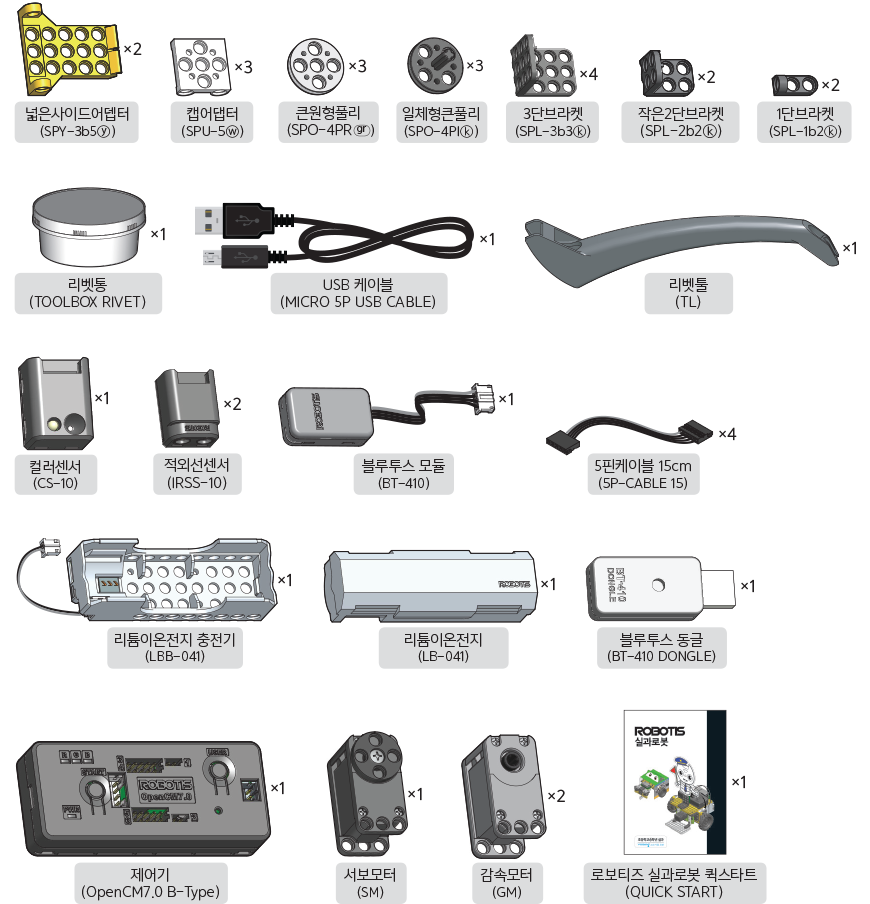 ×2
×3
×3
×3
×4
×2
×2
넓은사이드어뎁터
(SPY-3b5ⓨ)
캡어댑터
(SPU-5ⓦ)
큰원형풀리
(SPO-4PR㉿gr)
일체형큰풀리
(SPO-4PIⓚ)
3단브라켓
(SPL-3b3ⓚ)
작은2단브라켓
(SPL-2b2ⓚ)
1단브라켓
(SPL-1b2ⓚ)
×1
×1
×1
리벳통
(TOOLBOX RIVET)
USB 케이블
(MICRO 5P USB CABLE)
리벳툴
(TL)
×1
×2
ROBOTIS
×1
×4
컬러센서
(CS-10)
적외선센서
(IRSS-10)
블루투스 모듈
(BT-410)
5핀케이블 15cm
(5P-CABLE 15)
×1
ROBOTIS
×1
BT-410
DONGLE
×1
리튬이온전지 충전기
(LBB-041)
리튬이온전지
(LB-041)
블루투스 동글
(BT-410 DONGLE)
START
MODE
ROBOTIS
OpenCM7.0
×1
×1
×2
ROBOTIS
실과로봇
×1
제어기
(OpenCM7.0 B-Type)
서보모터
(SM)
감속모터
(GM)
로보티즈 실과로봇 퀵스타트
(QUICK START)